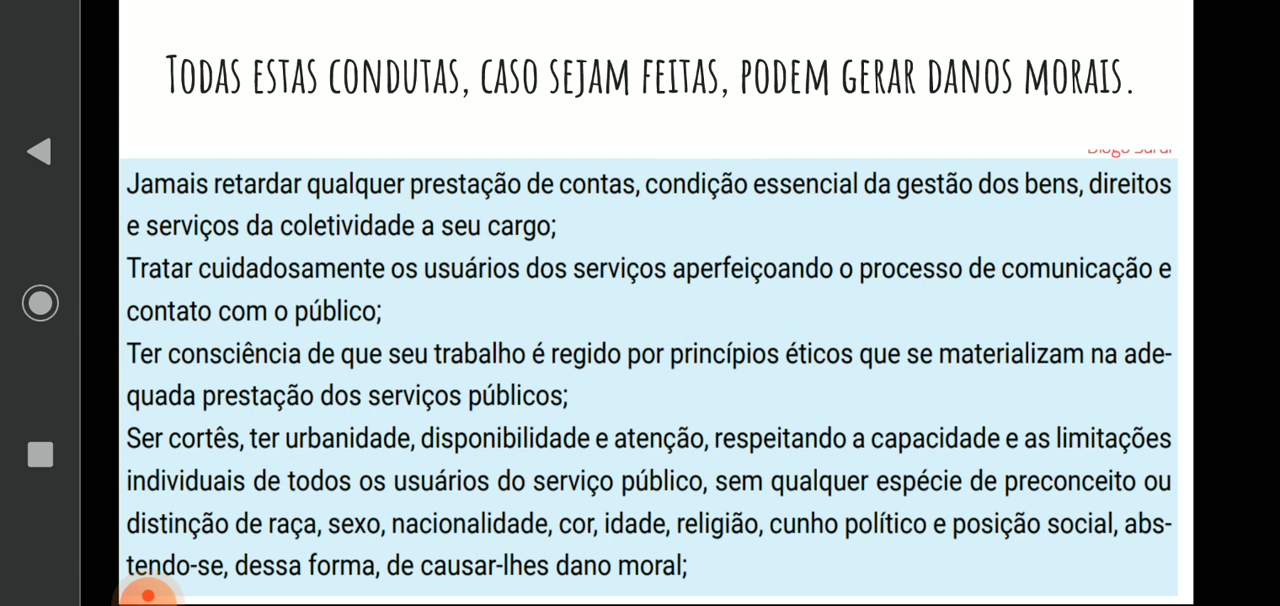 TODAS ESTAS CONDUTAS, CASO SEJAM FEITAS, PODEM GERAR DANOS MORAIS.
Jamais retardar qualquer prestação de contas, condição essencial da gestão dos bens, direitos
e serviços da coletividade a seu cargo;
Tratar cuidadosamente os usuários dos serviços aperfeiçoando o processo de comunicação e
contato com o público;
Ter consciência de que seu trabalho é regido por princípios éticos que se materializam na ade-
quada prestação dos serviços públicos;
Ser cortês, ter urbanidade, disponibilidade e atenção, respeitando a capacidade e as limitações
individuais de todos os usuários do serviço público, sem qualquer espécie de preconceito ou
distinção de raça, sexo, nacionalidade, cor, idade, religião, cunho político e posição social, abs-
tendo-se, dessa forma, de causar-lhes dano moral;